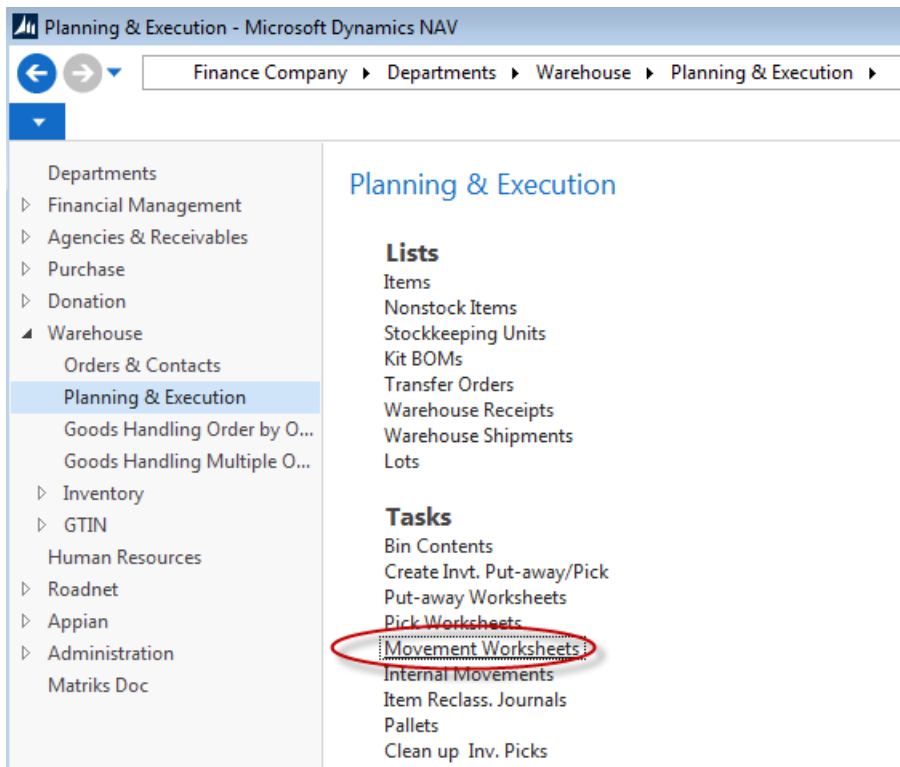 Planning & Execution - Microsoft Dynamics NAV
Finance Company ▸ Departments ▸ Warehouse ▸ Planning & Execution ▸
Departments
Financial Management
Agencies & Receivables
Purchase
Donation
Warehouse
Orders & Contacts
Planning & Execution
Goods Handling Order by O...
Goods Handling Multiple O...
Inventory
GTIN
Human Resources
Roadnet
Appian
Administration
Matriks Doc
Planning & Execution
Lists
Items
Nonstock Items
Stockkeeping Units
Kit BOMs
Transfer Orders
Warehouse Receipts
Warehouse Shipments
Lots
Tasks
Bin Contents
Create Invt. Put-away/Pick
Put-away Worksheets
Pick Worksheets
Movement Worksheets
Internal Movements
Item Reclass. Journals
Pallets
Clean up Inv. Picks